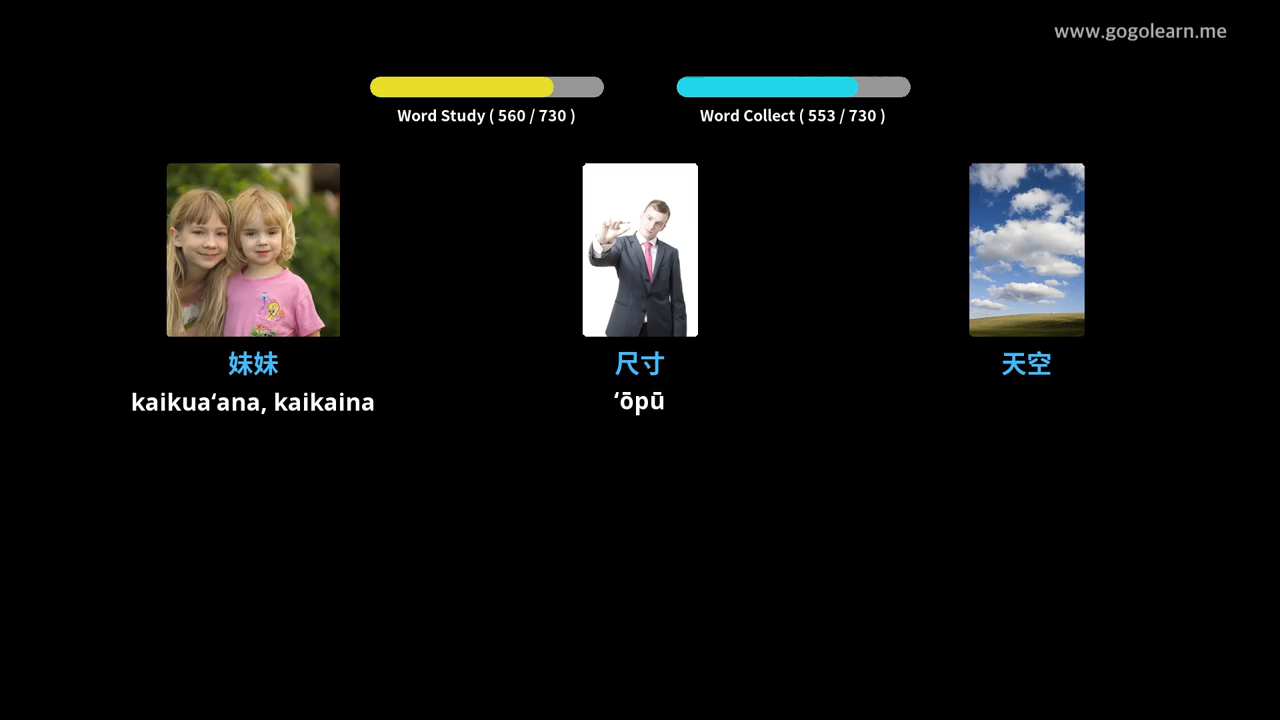 www.gogolearn.me
Word Study ( 560 / 730 )
Word Collect ( 553 / 730 )
妹妹
尺寸
天空
kaikuaʻana, kaikaina
ʻōpū